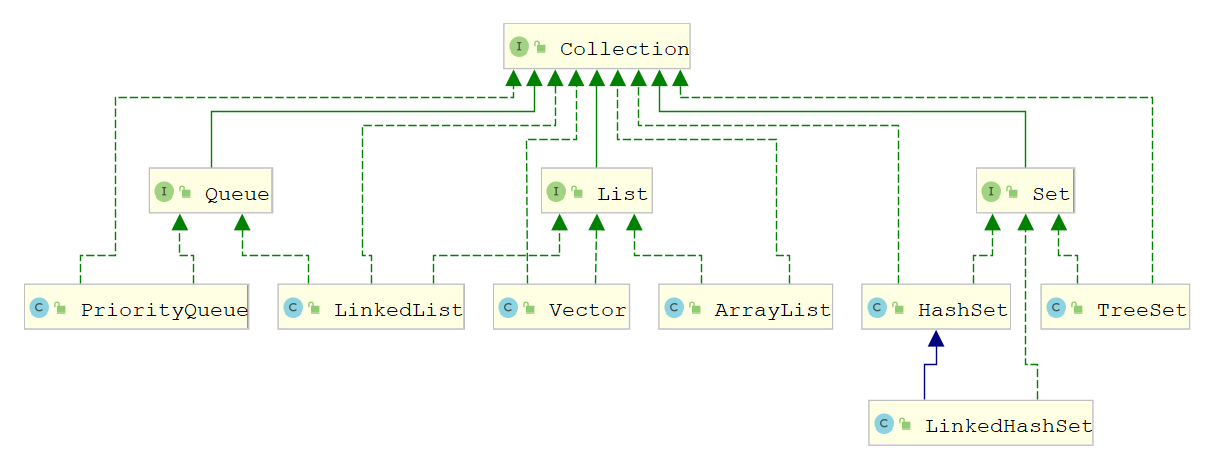 I Collection
I Queue
I List
I Set
C PriorityQueue
C LinkedList
C Vector
C ArrayList
C HashSet
C TreeSet
C LinkedHashSet